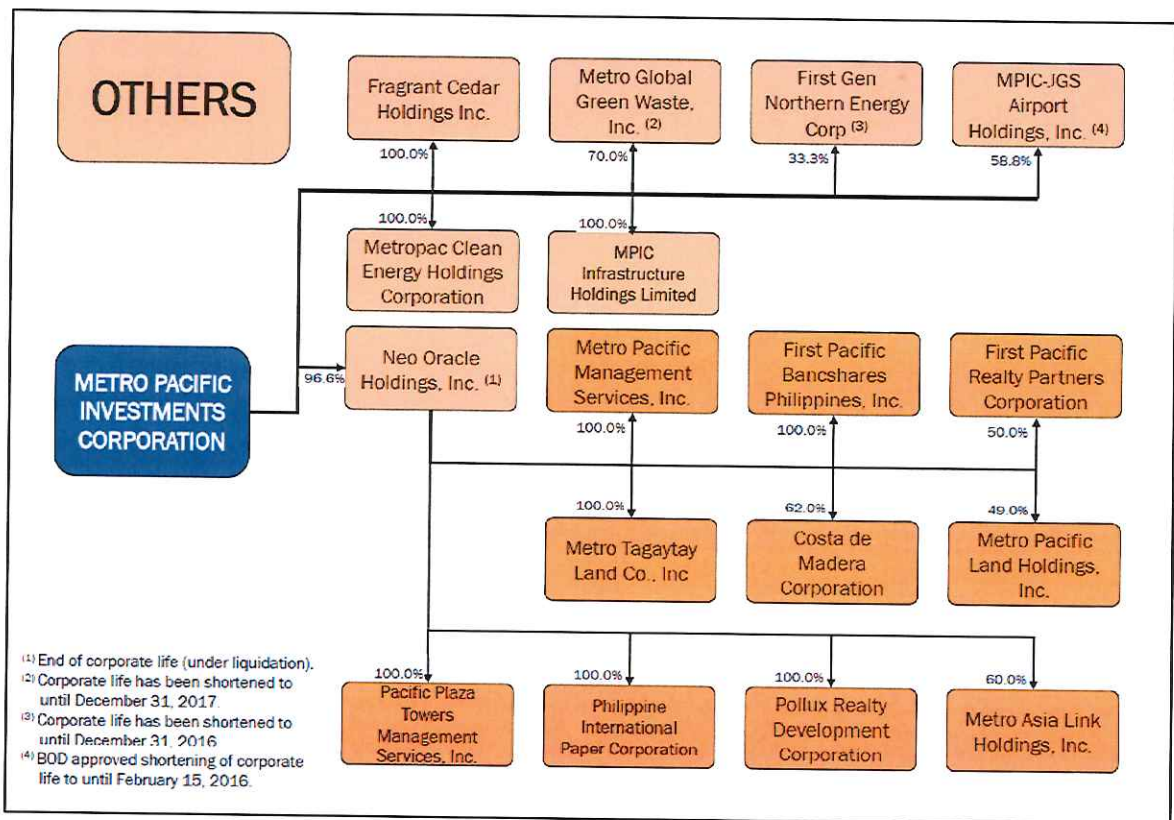 OTHERS
Fragrant Cedar
Holdings Inc.
Metro Global
Green Waste,
Inc. (2)
First Gen
Northern Energy
Corp (3)
MPIC-JGS
Airport
Holdings, Inc. (4)
100.0%
70.0%
33.3%
58.8%
100.0%
100.0%
Metropac Clean
Energy Holdings
Corporation
MPIC
Infrastructure
Holdings Limited
METRO PACIFIC
INVESTMENTS
CORPORATION
96.6%
Neo Oracle
Holdings, Inc. (1)
Metro Pacific
Management
Services, Inc.
First Pacific
Bancshares
Philippines, Inc.
First Pacific
Realty Partners
Corporation
100.0%
100.0%
50.0%
100.0%
62.0%
49.0%
Metro Tagaytay
Land Co., Inc
Costa de
Madera
Corporation
Metro Pacific
Land Holdings,
Inc.
100.0%
100.0%
100.0%
60.0%
Pacific Plaza
Towers
Management
Services, Inc.
Philippine
International
Paper Corporation
Pollux Realty
Development
Corporation
Metro Asia Link
Holdings, Inc.
(1) End of corporate life (under liquidation).
(2) Corporate life has been shortened to
until December 31, 2017.
(3) Corporate life has been shortened to
until December 31, 2016
(4) BOD approved shortening of corporate
life to until February 15, 2016.